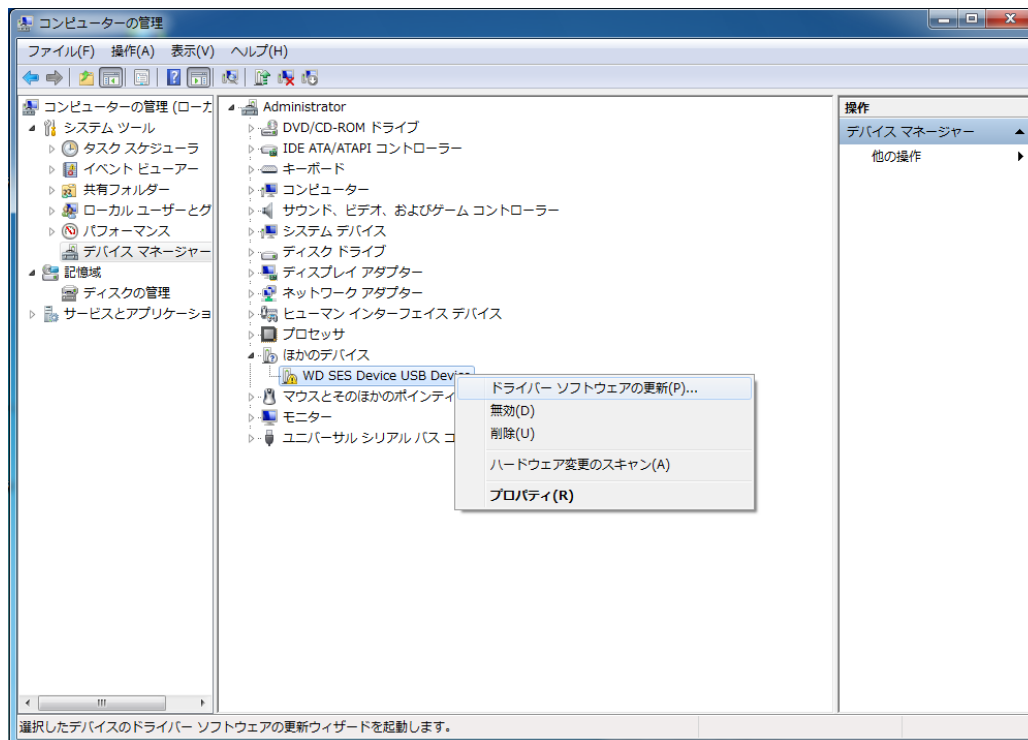 コンピューターの管理
ファイル(F) 操作(A) 表示(V) ヘルプ(H)
コンピューターの管理 (ローカ
システム ツール
タスク スケジューラ
イベント ビューアー
共有フォルダー
ローカル ユーザーとグ
パフォーマンス
デバイス マネージャー
記憶域
ディスクの管理
サービスとアプリケーショ
Administrator
DVD/CD-ROM ドライブ
IDE ATA/ATAPI コントローラー
キーボード
コンピューター
サウンド、ビデオ、およびゲーム コントローラー
システム デバイス
ディスク ドライブ
ディスプレイ アダプター
ネットワーク アダプター
ヒューマン インターフェイス デバイス
プロセッサ
ほかのデバイス
WD SES Device USB Device
マウスとそのほかのポインティ
モニター
ユニバーサル シリアル バス コ
ドライバー ソフトウェアの更新(P)...
無効(D)
削除(U)
ハードウェア変更のスキャン(A)
プロパティ(R)
操作
デバイス マネージャー
他の操作
選択したデバイスのドライバー ソフトウェアの更新ウィザードを起動します。